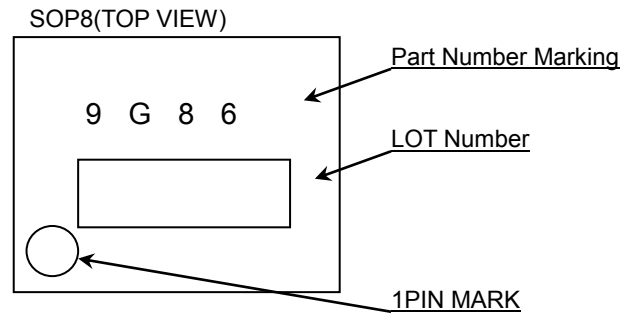 SOP8(TOP VIEW)
Part Number Marking
9 G 8 6
LOT Number
1PIN MARK